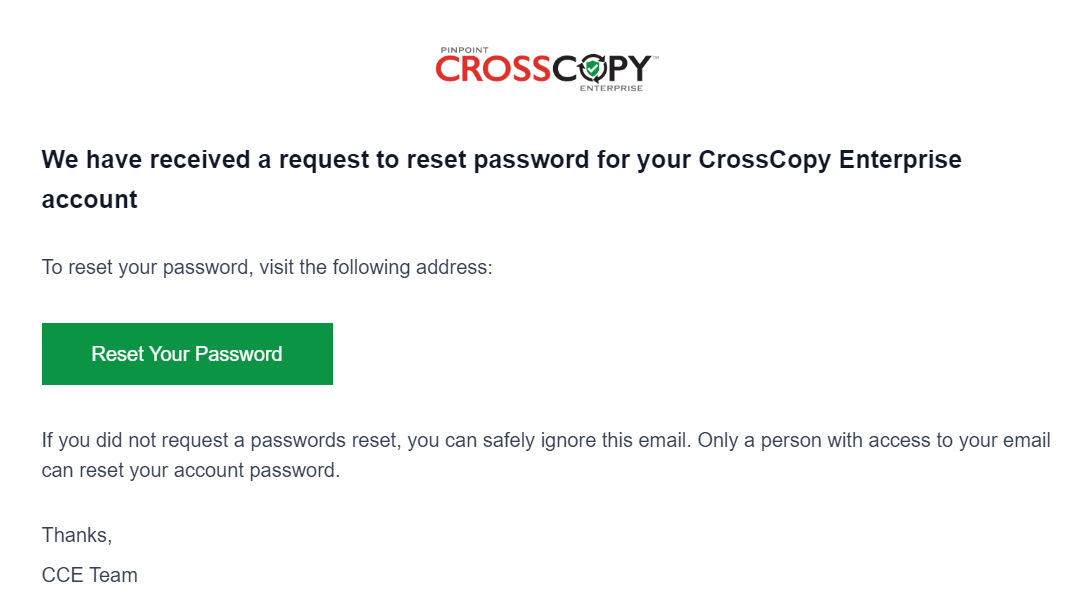 PINPOINT
CROSSCOPY™
ENTERPRISE
We have received a request to reset password for your CrossCopy Enterprise
account
To reset your password, visit the following address:
Reset Your Password
If you did not request a passwords reset, you can safely ignore this email. Only a person with access to your email
can reset your account password.
Thanks,
CCE Team